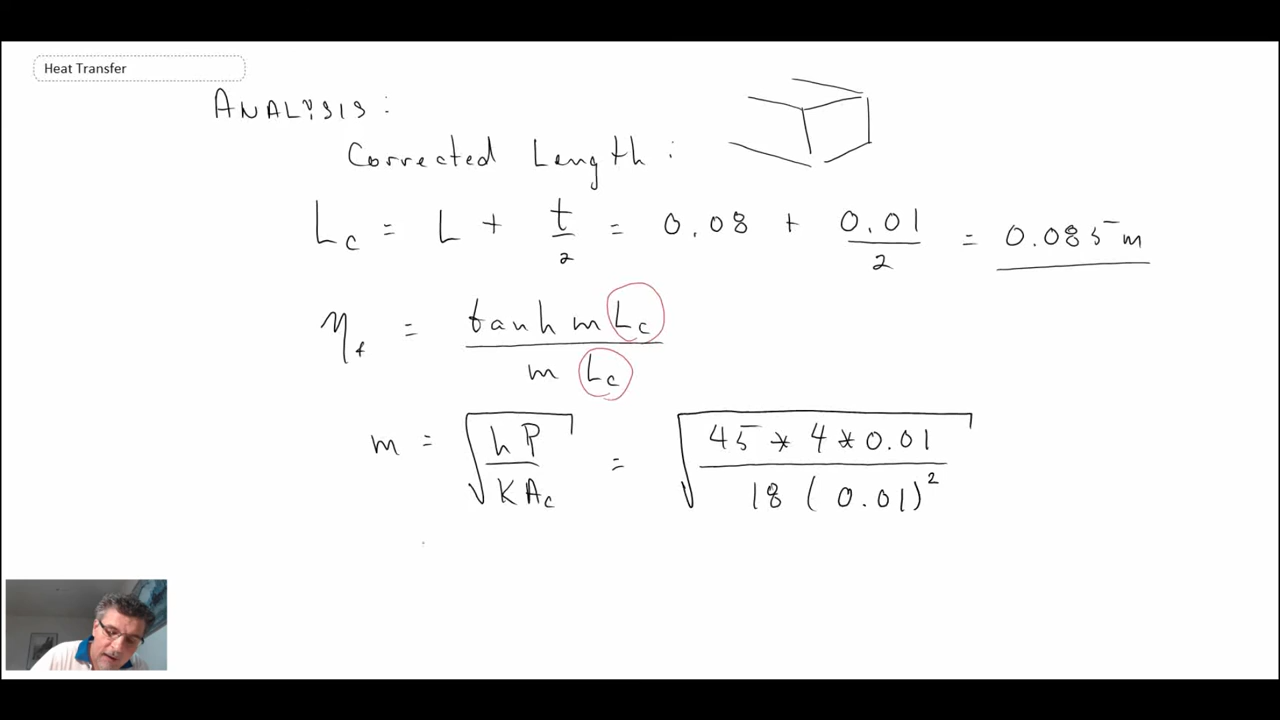 Heat Transfer
ANALYSIS:
Corrected Length:
Lc = L + t/2 = 0.08 + 0.01/2 = 0.085 m
ηf = tanh m Lc / m Lc
m = √(hP / KAc) = √(45 * 4 * 0.01 / 18 (0.01)²)